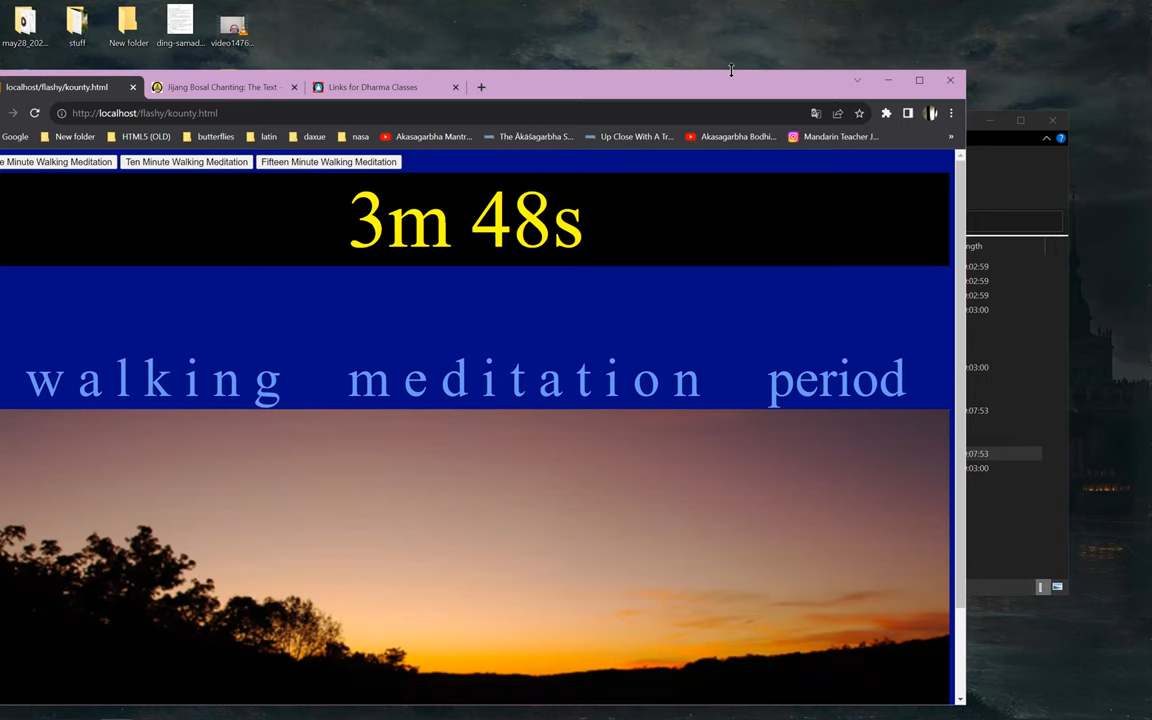 may28_202...
stuff
New folder
ding-samad...
video1476...
localhost/flashy/kounty.html
Jijang Bosal Chanting: The Text -
Links for Dharma Classes
http://localhost/flashy/kounty.html
Google
New folder
HTML5 (OLD)
butterflies
latin
daxue
nasa
Akasagarbha Mantr...
The Ākāśagarbha S...
Up Close With A Tr...
Akasagarbha Bodhi...
Mandarin Teacher J...
»
e Minute Walking Meditation
Ten Minute Walking Meditation
Fifteen Minute Walking Meditation
3m 48s
w a l k i n g m e d i t a t i o n period
ngth
:02:59
:02:59
:02:59
:03:00
:03:00
:07:53
:07:53
:03:00